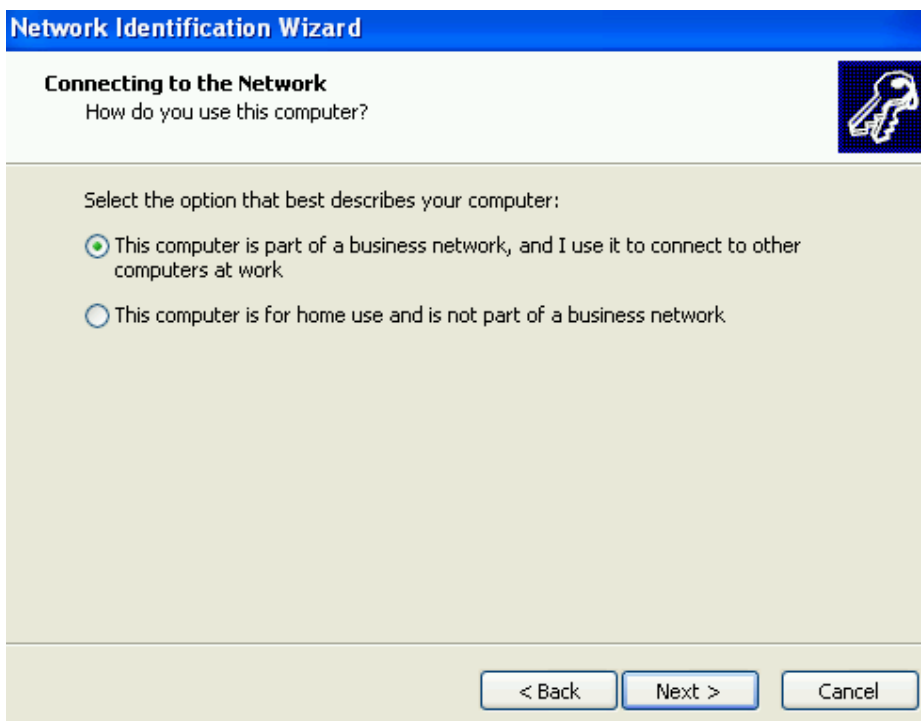 Network Identification Wizard
Connecting to the Network
How do you use this computer?
Select the option that best describes your computer:
This computer is part of a business network, and I use it to connect to other
computers at work
This computer is for home use and is not part of a business network
< Back Next > Cancel